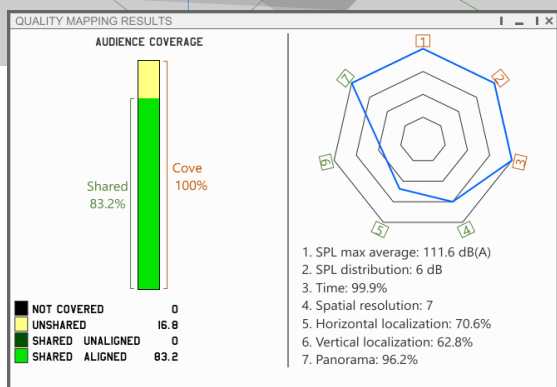 QUALITY MAPPING RESULTS
AUDIENCE COVERAGE
Shared
83.2%
Cove
100%
NOT COVERED 0
UNSHARED 16.8
SHARED UNALIGNED 0
SHARED ALIGNED 83.2
1
2
3
4
5
6
7
1. SPL max average: 111.6 dB(A)
2. SPL distribution: 6 dB
3. Time: 99.9%
4. Spatial resolution: 7
5. Horizontal localization: 70.6%
6. Vertical localization: 62.8%
7. Panorama: 96.2%